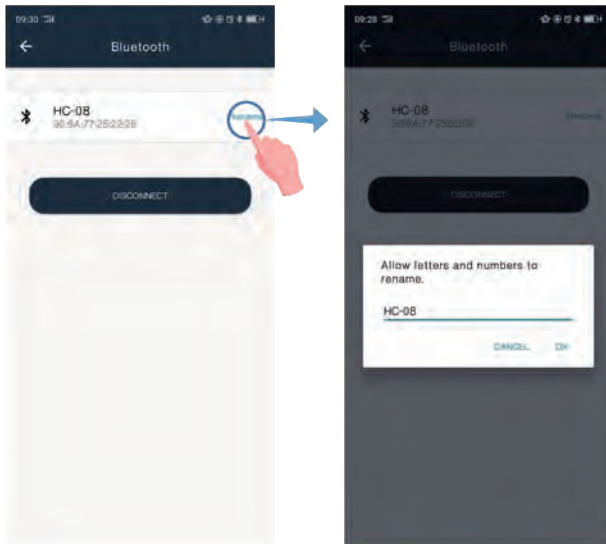 09:30
Bluetooth
HC-08
DISCONNECT
09:28
Bluetooth
HC-08
DISCONNECT
Allow letters and numbers to
rename.
HC-08
CANCEL OK